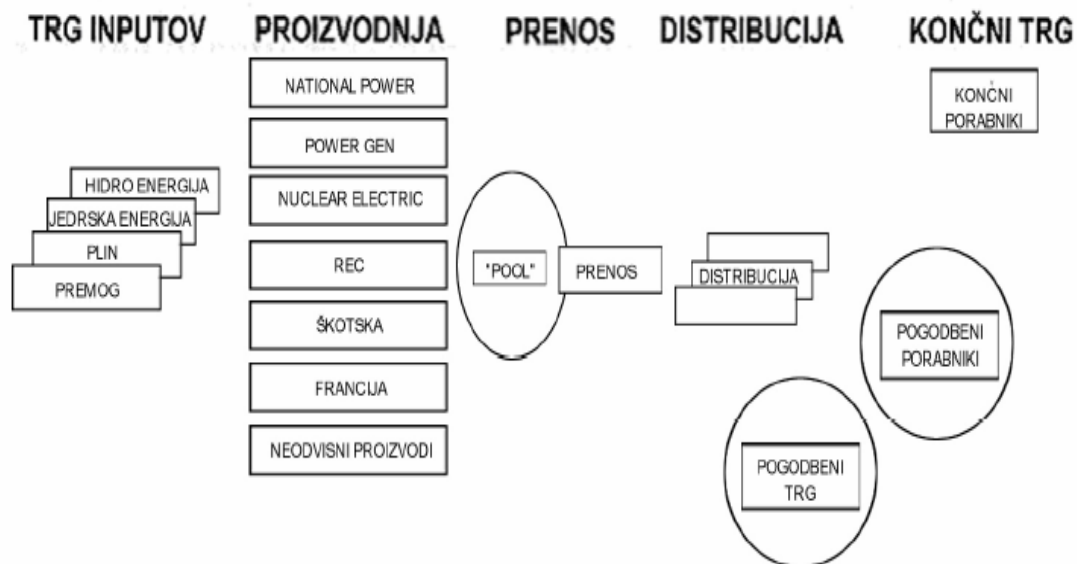 TRG INPUTOV
PROIZVODNJA
PRENOS
DISTRIBUCIJA
KONČNI TRG
HIDRO ENERGIJA
JEDRSKA ENERGIJA
PLIN
PREMOG
NATIONAL POWER
POWER GEN
NUCLEAR ELECTRIC
REC
ŠKOTSKA
FRANCIJA
NEODVISNI PROIZVODI
"POOL"
PRENOS
DISTRIBUCIJA
KONČNI
PORABNIKI
POGODBENI
PORABNIKI
POGODBENI
TRG